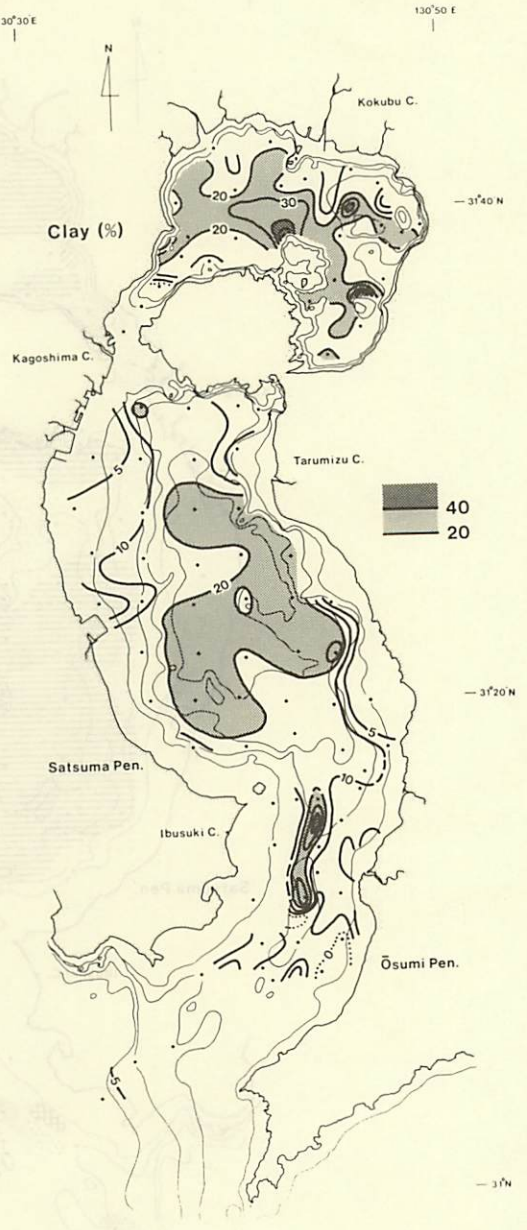 30°30'E
130°50 E
N
Kokubu C.
31°40 N
Clay (%)
20
30
20
Kagoshima C.
5
Tarumizu C.
40
20
10
20
31°20'N
5
Satsuma Pen.
10
Ibusuki C.
0
Ōsumi Pen.
5
31°N